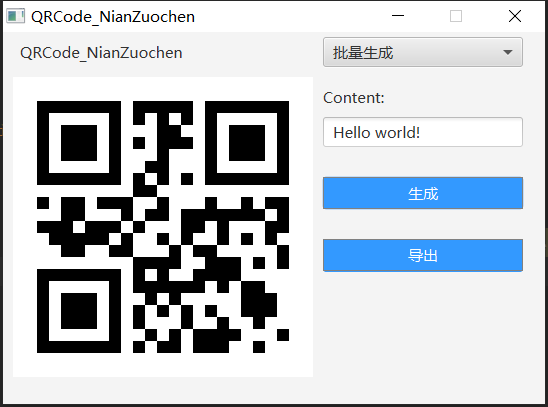 QRCode_NianZuochen
QRCode_NianZuochen
批量生成
Content:
Hello world!
生成
导出